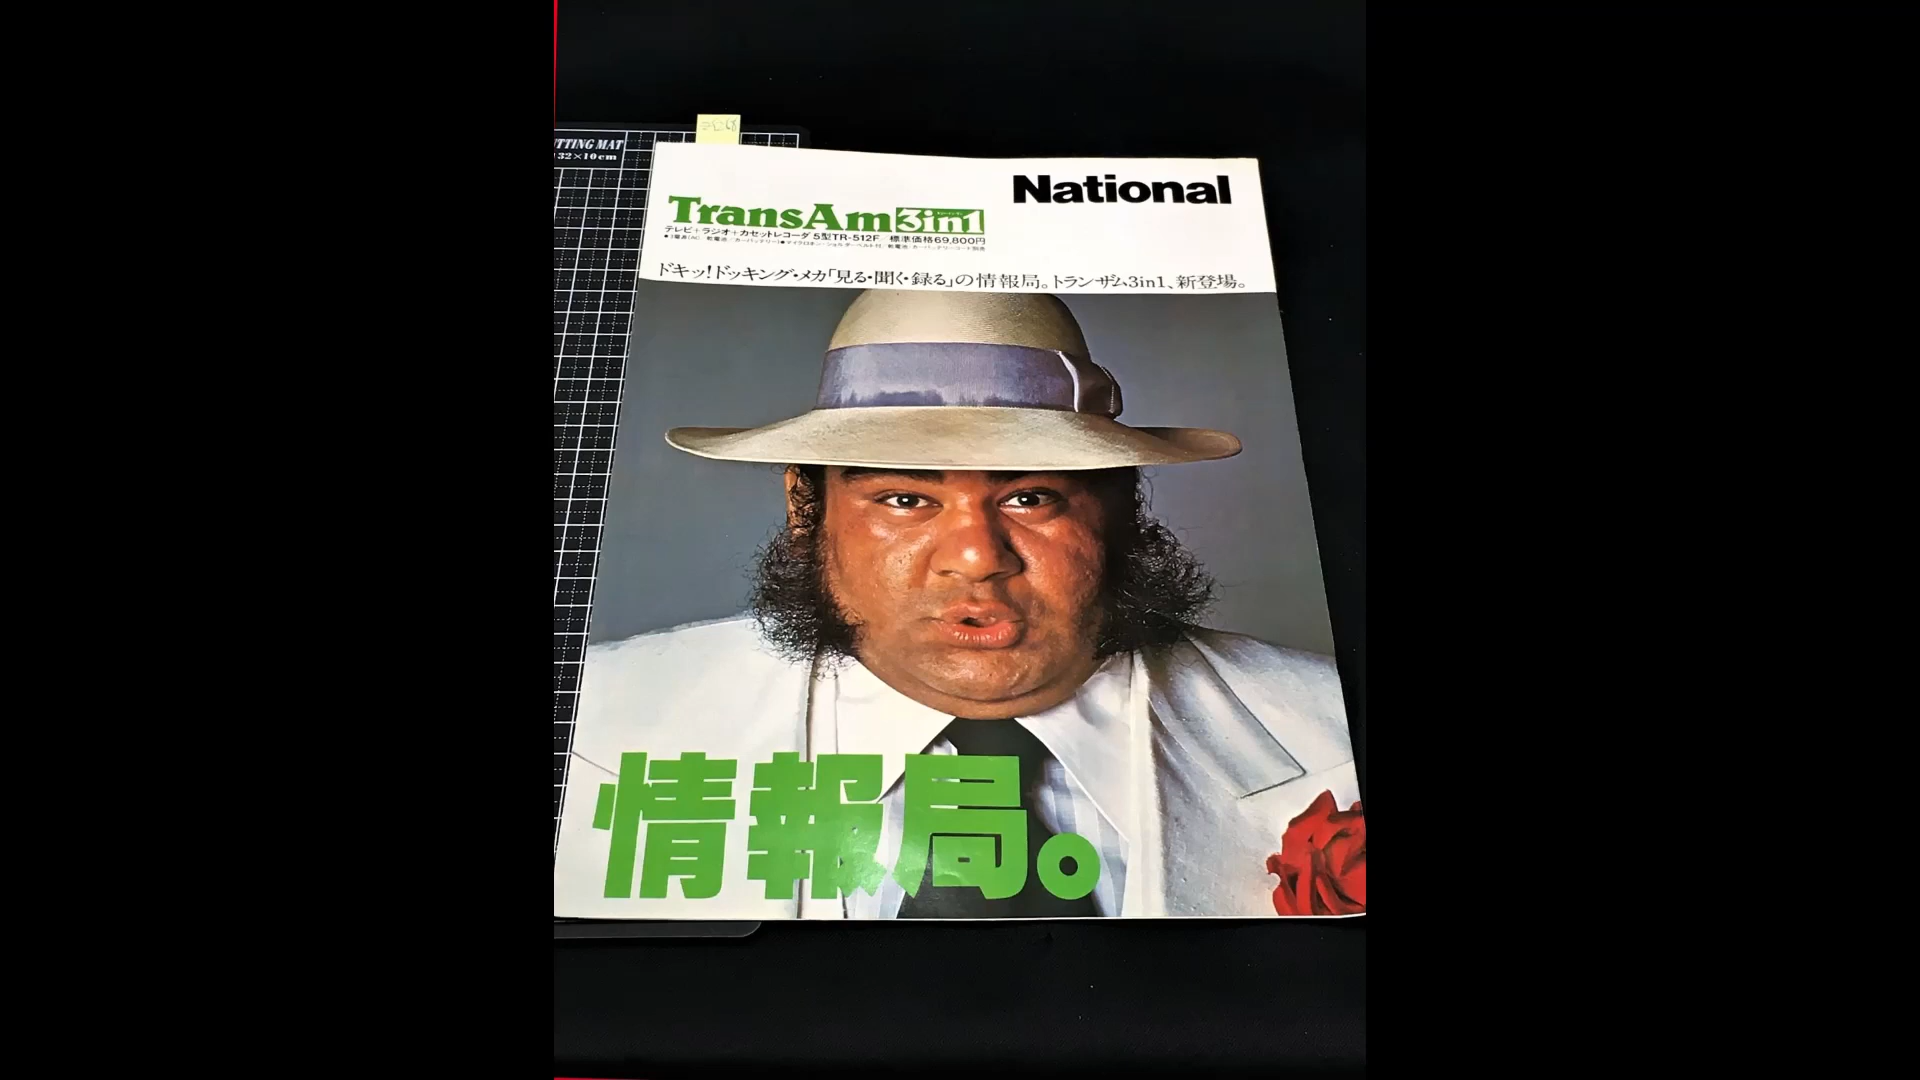 TTING MAT
32×10cm
National
TransAm 3in1
テレビ+ラジオ+カセットレコーダ 5型TR-512F 標準価格69,800円
ドキッ!ドッキング・メカ「見る・聞く・録る」の情報局。トランザム3in1、新登場。
情報局。